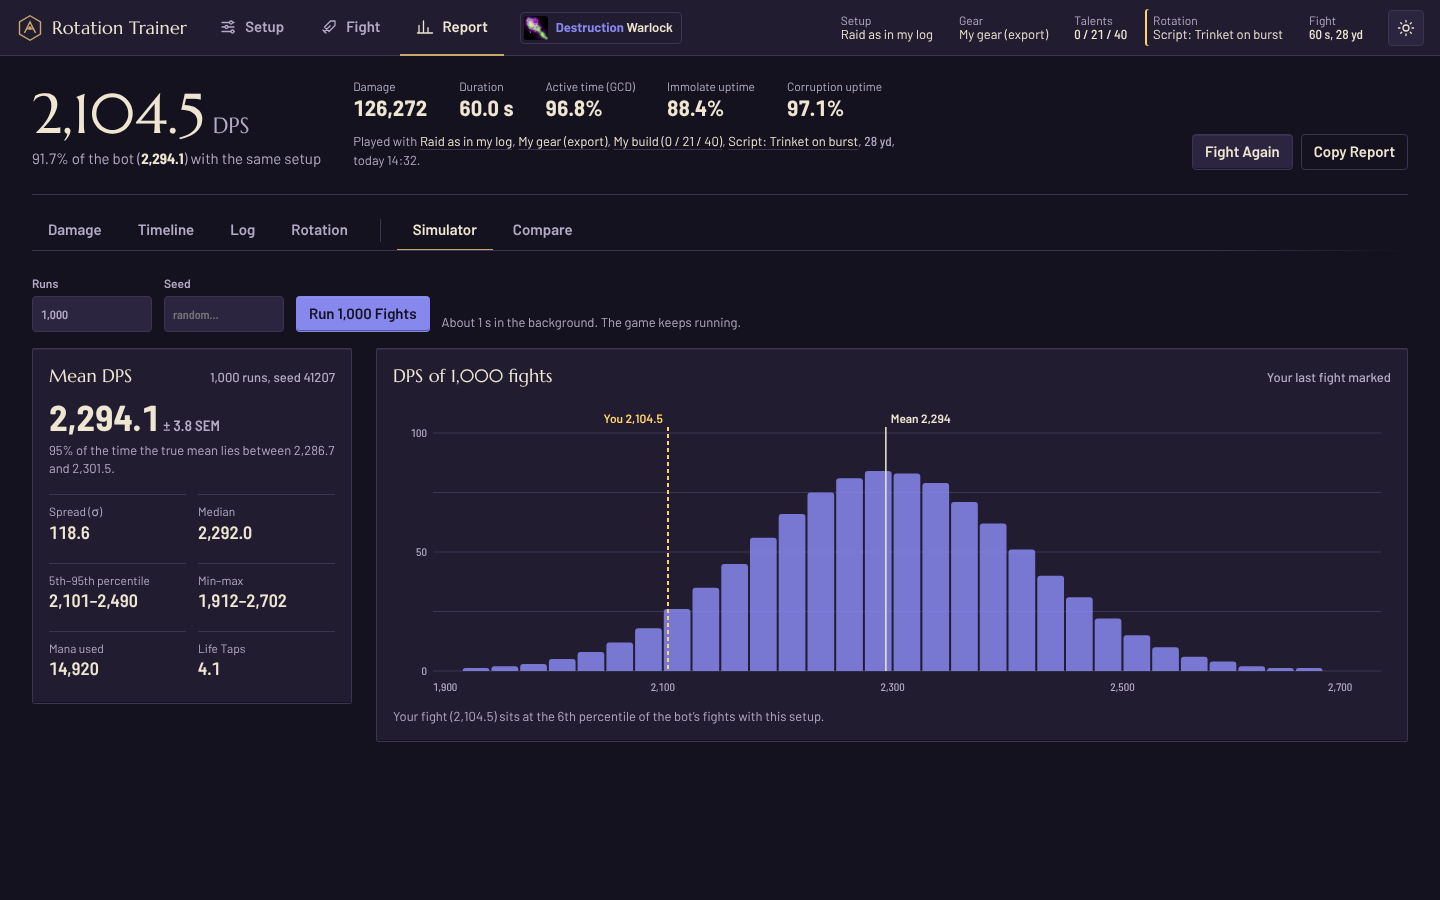 Rotation Trainer
Setup
Fight
Report
Destruction Warlock
Setup
Raid as in my log
Gear
My gear (export)
Talents
0 / 21 / 40
Rotation
Script: Trinket on burst
Fight
60 s, 28 yd
2,104.5 DPS
91.7% of the bot (2,294.1) with the same setup
Damage
126,272
Duration
60.0 s
Active time (GCD)
96.8%
Immolate uptime
88.4%
Corruption uptime
97.1%
Played with Raid as in my log, My gear (export), My build (0 / 21 / 40), Script: Trinket on burst, 28 yd,
today 14:32.
Fight Again
Copy Report
Damage
Timeline
Log
Rotation
Simulator
Compare
Runs
1,000
Seed
random…
Run 1,000 Fights
About 1 s in the background. The game keeps running.
Mean DPS
1,000 runs, seed 41207
2,294.1 ± 3.8 SEM
95% of the time the true mean lies between 2,286.7
and 2,301.5.
Spread (σ)
118.6
Median
2,292.0
5th–95th percentile
2,101–2,490
Min–max
1,912–2,702
Mana used
14,920
Life Taps
4.1
DPS of 1,000 fights
Your last fight marked
You 2,104.5
Mean 2,294
100
50
0
1,900
2,100
2,300
2,500
2,700
Your fight (2,104.5) sits at the 6th percentile of the bot's fights with this setup.